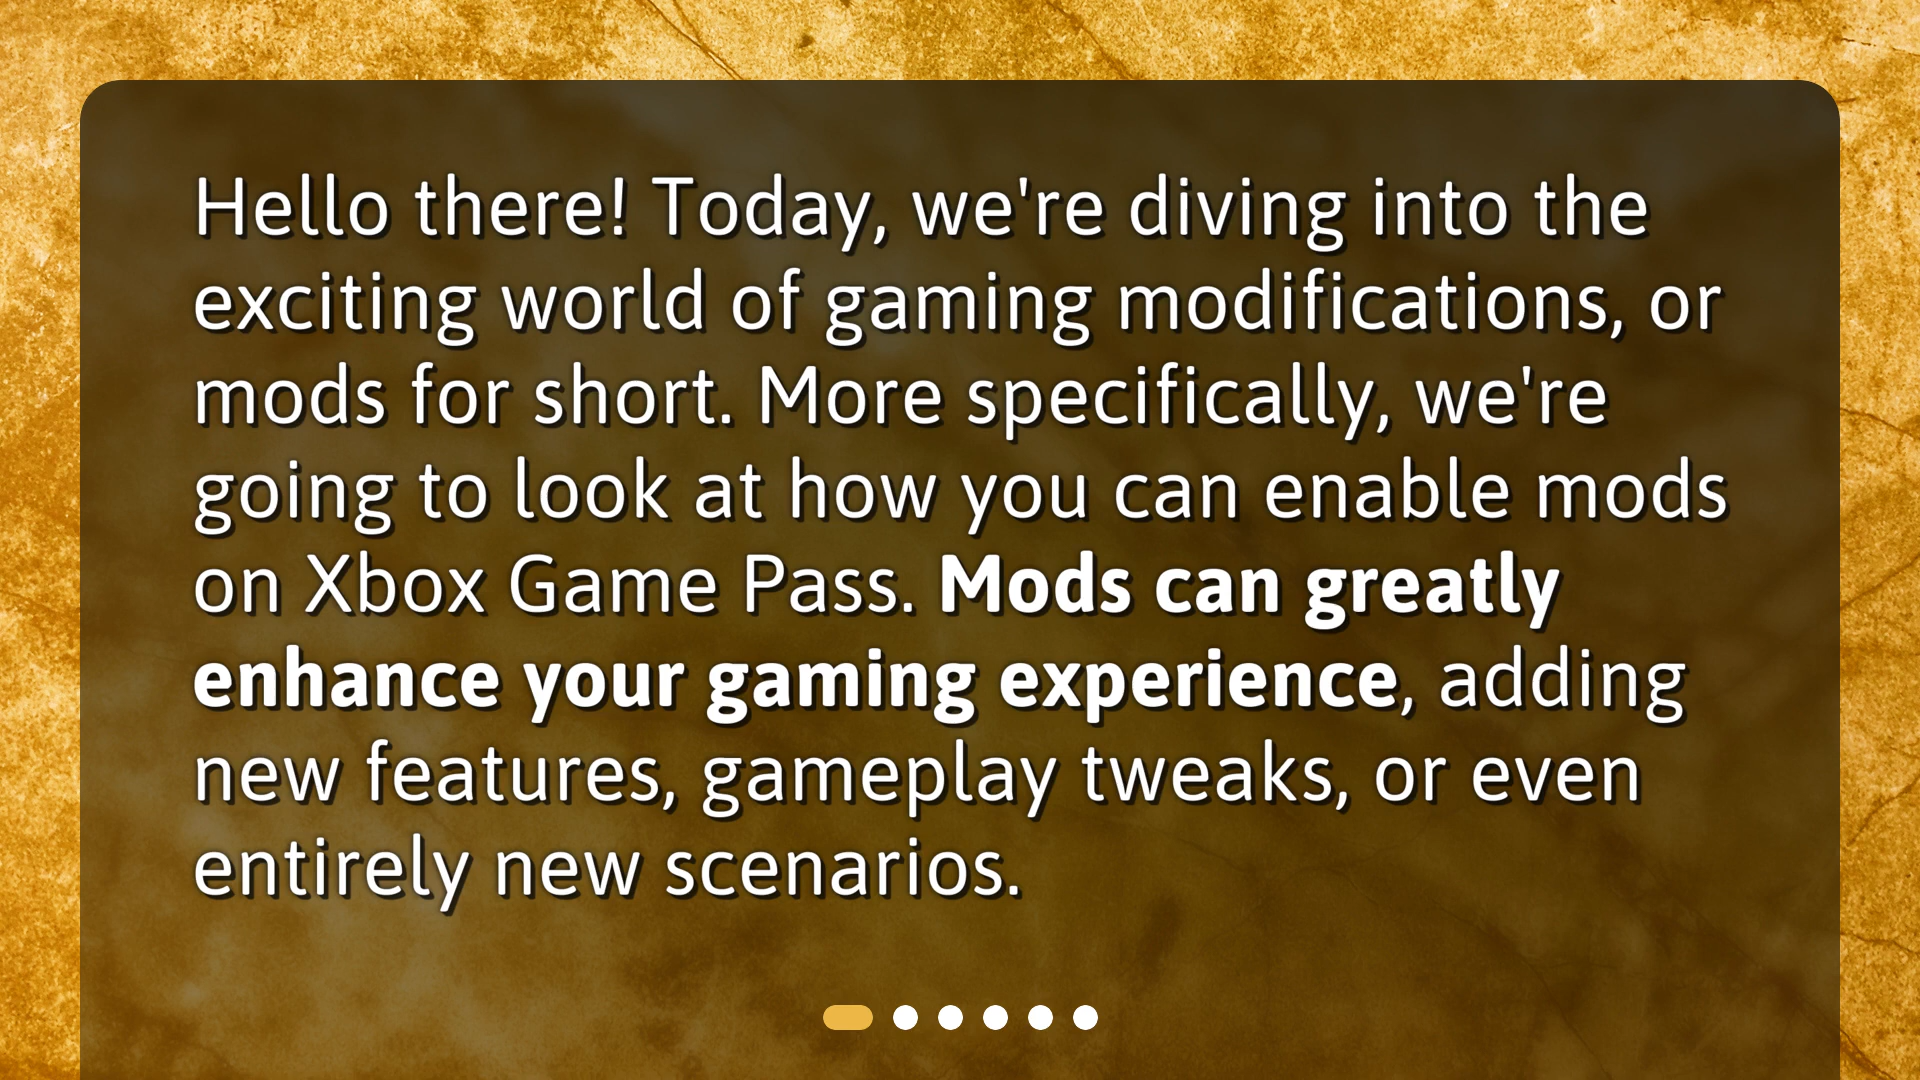 Hello there! Today, we're diving into the
exciting world of gaming modifications, or
mods for short. More specifically, we're
going to look at how you can enable mods
on Xbox Game Pass. Mods can greatly
enhance your gaming experience, adding
new features, gameplay tweaks, or even
entirely new scenarios.